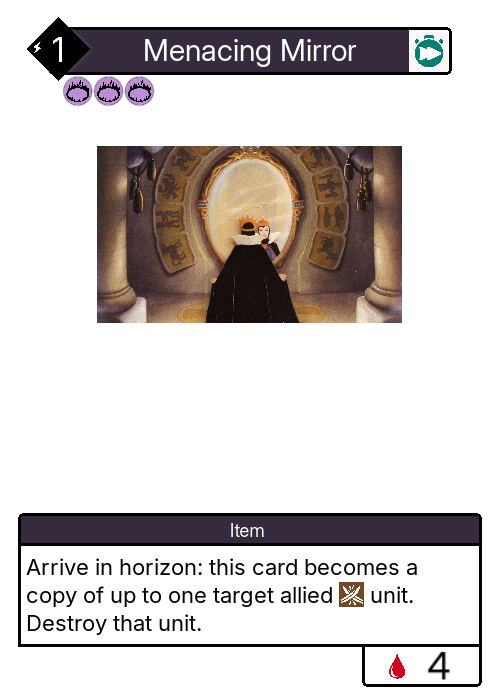 1
Menacing Mirror
Item
Arrive in horizon: this card becomes a
copy of up to one target allied unit.
Destroy that unit.
4